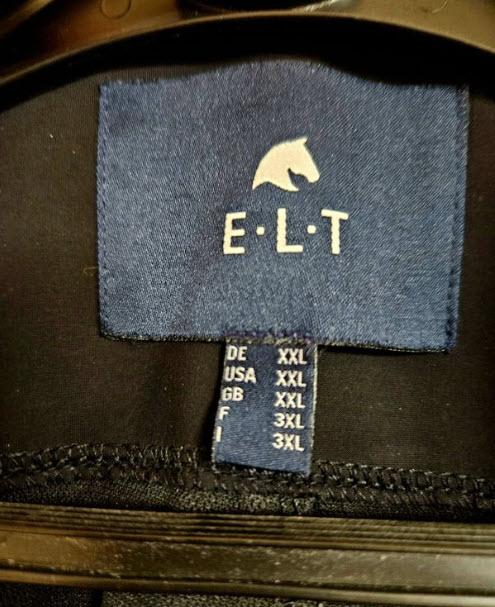 E·L·T
DE XXL
USA XXL
GB XXL
F 3XL
I 3XL